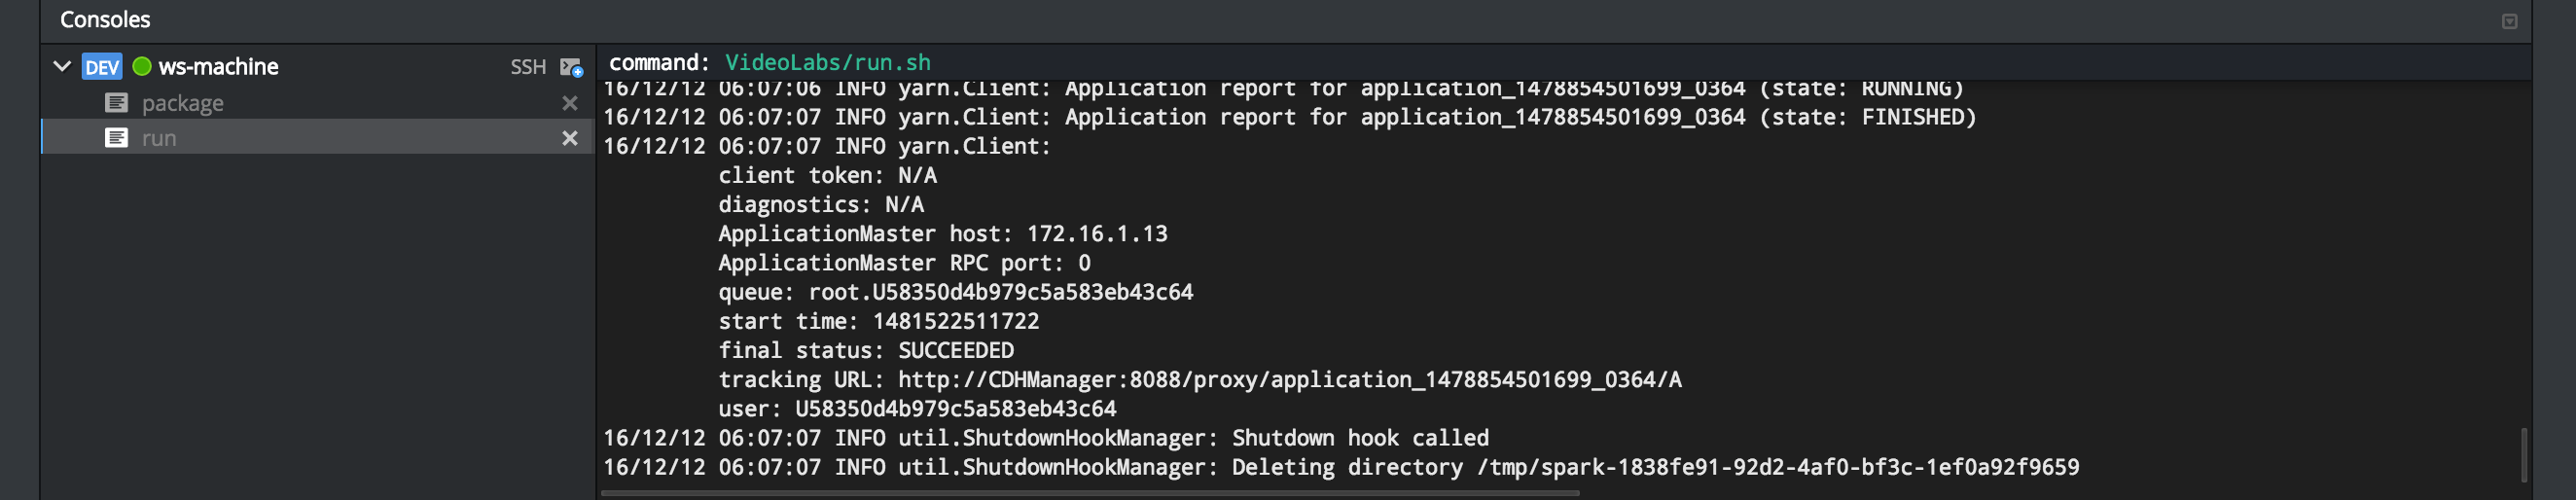 Consoles
DEV ws-machine SSH
package
run
command: VideoLabs/run.sh
16/12/12 06:07:06 INFO yarn.Client: Application report for application_1478854501699_0364 (state: RUNNING)
16/12/12 06:07:07 INFO yarn.Client: Application report for application_1478854501699_0364 (state: FINISHED)
16/12/12 06:07:07 INFO yarn.Client:
client token: N/A
diagnostics: N/A
ApplicationMaster host: 172.16.1.13
ApplicationMaster RPC port: 0
queue: root.U58350d4b979c5a583eb43c64
start time: 1481522511722
final status: SUCCEEDED
tracking URL: http://CDHManager:8088/proxy/application_1478854501699_0364/A
user: U58350d4b979c5a583eb43c64
16/12/12 06:07:07 INFO util.ShutdownHookManager: Shutdown hook called
16/12/12 06:07:07 INFO util.ShutdownHookManager: Deleting directory /tmp/spark-1838fe91-92d2-4af0-bf3c-1ef0a92f9659